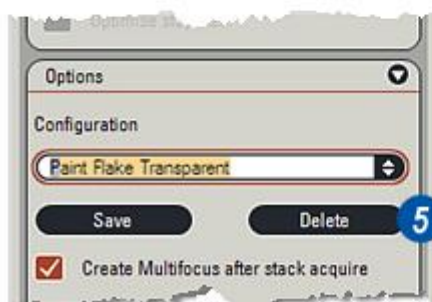 Options
Configuration
Paint Flake Transparent
Save Delete 5
Create Multifocus after stack acquire